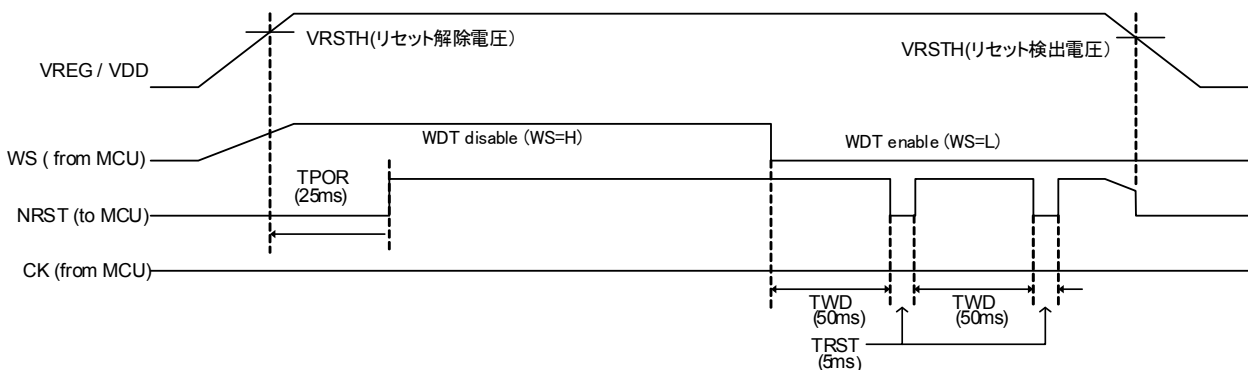 VRSTH(リセット解除電圧)
VRSTH(リセット検出電圧)
VREG / VDD
WDT disable (WS=H)
WDT enable (WS=L)
WS ( from MCU)
TPOR
(25ms)
NRST (to MCU)
CK (from MCU)
TWD
(50ms)
TWD
(50ms)
TRST
(5ms)